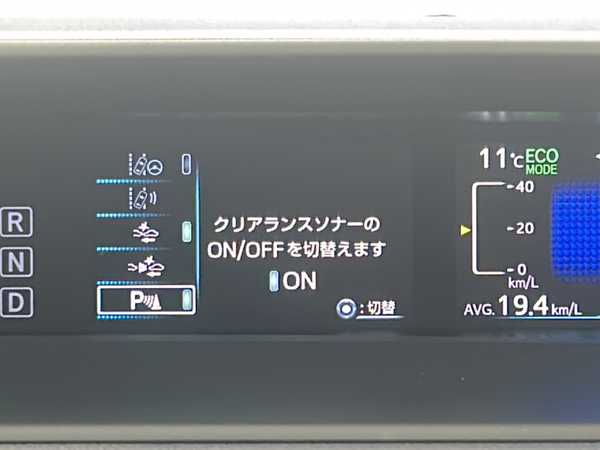 R
N
D
P
クリアランスソナーの
ON/OFFを切替えます
ON
:切替
11℃ ECO
MODE
40
20
0
km/L
AVG. 19.4 km/L